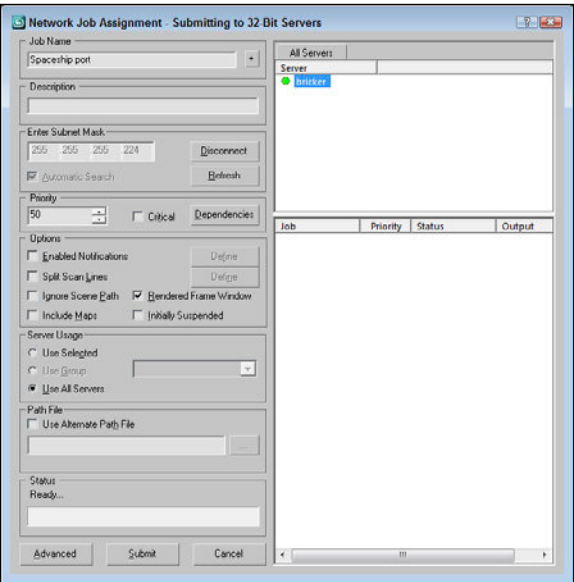 Network Job Assignment - Submitting to 32-Bit Servers
Job Name
Spaceship port
+
Description
Enter Subnet Mask
255 255 255 224
Disconnect
Automatic Search
Refresh
Priority
50
Critical
Dependencies
Options
Enabled Notifications
Define
Split Scan Lines
Define
Ignore Scene Path
Rendered Frame Window
Include Maps
Initially Suspended
Server Usage
Use Selected
Use Group
Use All Servers
Path File
Use Alternate Path File
...
Status
Ready...
Advanced
Submit
Cancel
All Servers
Server
bricker
Job Priority Status Output